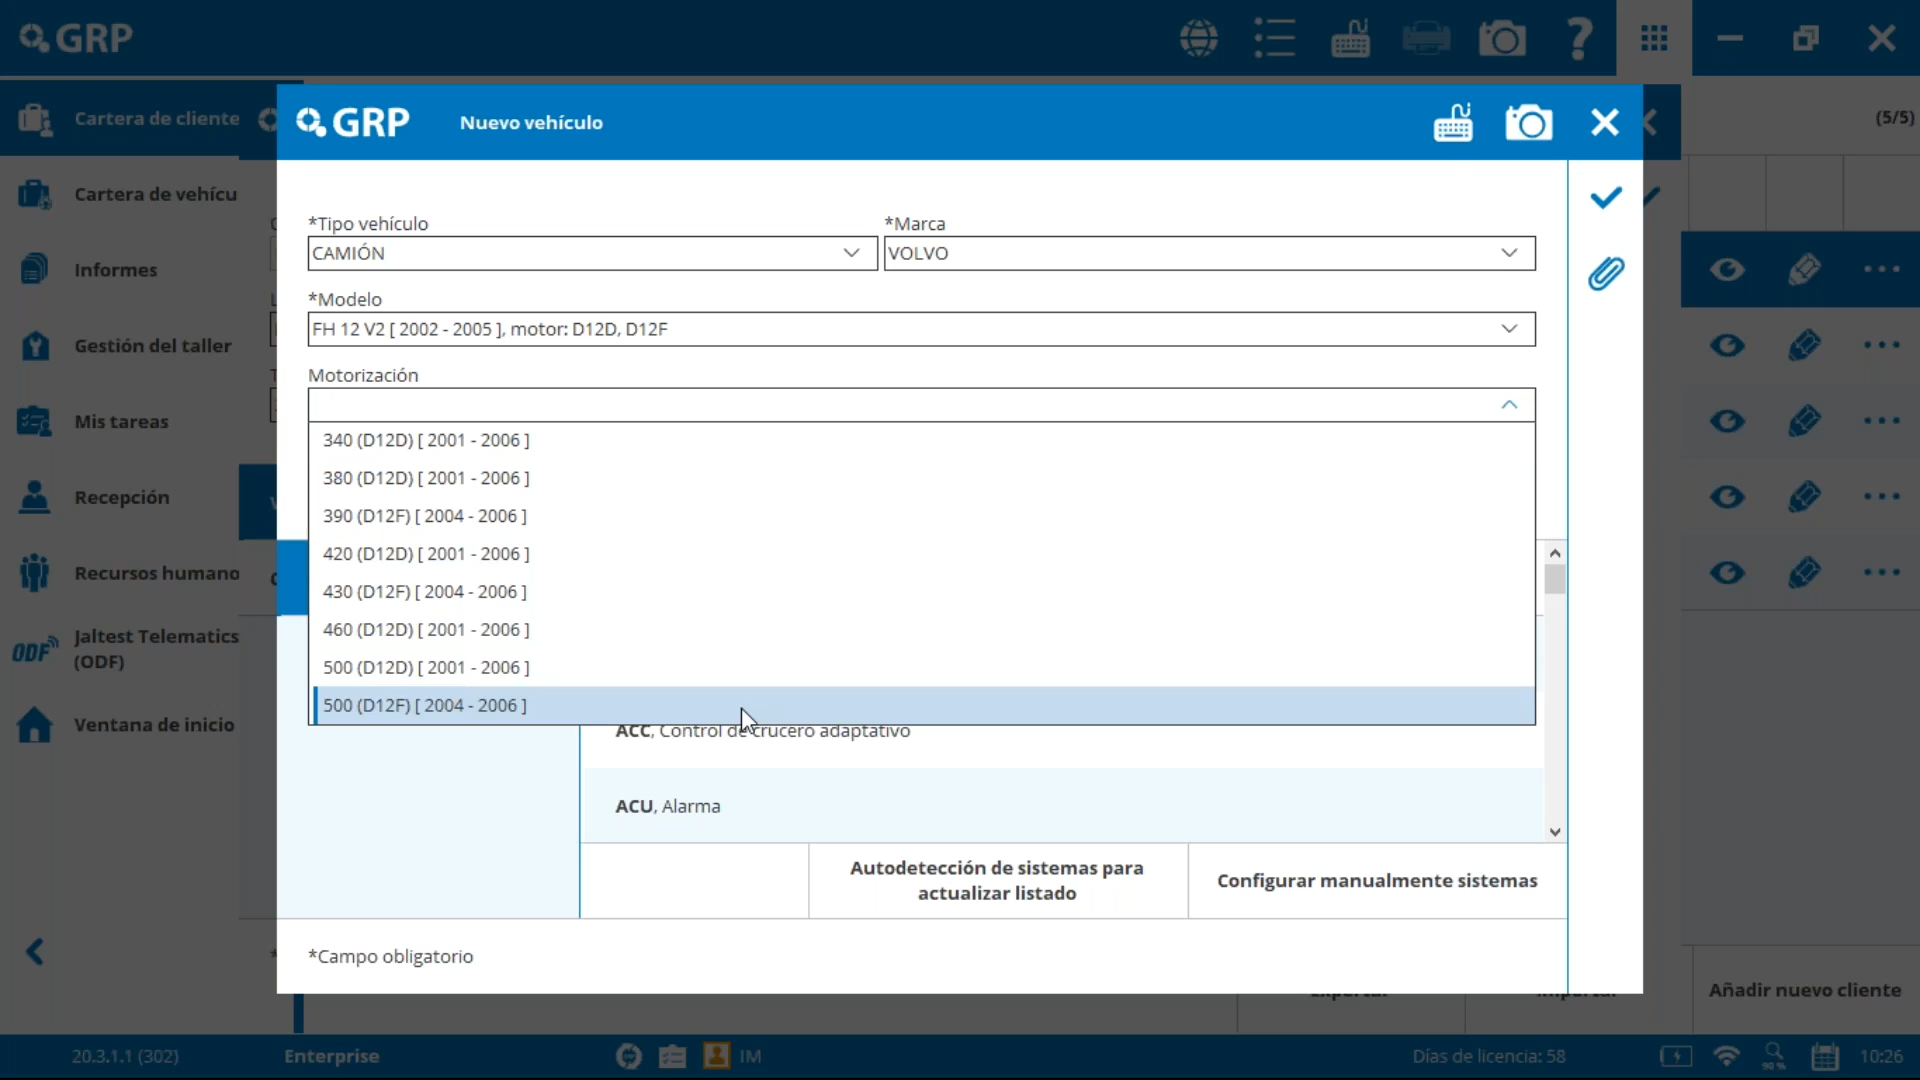 GRP
Cartera de cliente
GRP
Nuevo vehículo
(5/5)
Cartera de vehícu
*Tipo vehículo
*Marca
CAMIÓN
VOLVO
Informes
*Modelo
FH 12 V2 [ 2002 - 2005 ], motor: D12D, D12F
Gestión del taller
Motorización
Mis tareas
340 (D12D) [ 2001 - 2006 ]
380 (D12D) [ 2001 - 2006 ]
390 (D12F) [ 2004 - 2006 ]
Recepción
420 (D12D) [ 2001 - 2006 ]
430 (D12F) [ 2004 - 2006 ]
Recursos humano
460 (D12D) [ 2001 - 2006 ]
500 (D12D) [ 2001 - 2006 ]
ODF
Jaltest Telematics
(ODF)
500 (D12F) [ 2004 - 2006 ]
Ventana de inicio
ACC, Control de crucero adaptativo
ACU, Alarma
Autodetección de sistemas para
actualizar listado
Configurar manualmente sistemas
*Campo obligatorio
Exportar
Importar
Añadir nuevo cliente
20.3.1.1 (302)
Enterprise
IM
Días de licencia: 58
90 %
10:26